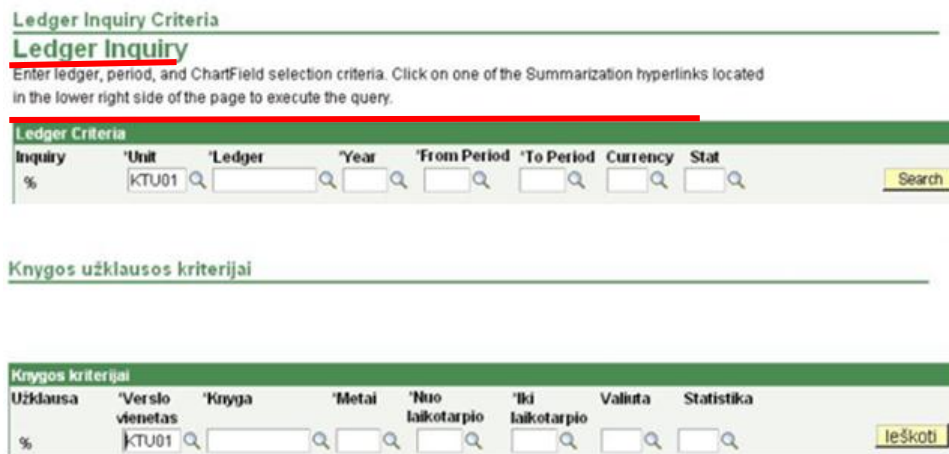 Ledger Inquiry Criteria
Ledger Inquiry
Enter ledger, period, and ChartField selection criteria. Click on one of the Summarization hyperlinks located
in the lower right side of the page to execute the query.
Ledger Criteria
Inquiry *Unit *Ledger *Year *From Period *To Period Currency Stat
% KTU01 Search
Knygos užklausos kriterijai
Knygos kriterijai
Užklausa *Verslo *Knyga *Metai *Nuo *Iki Valiuta Statistika
vienetas laikotarpio laikotarpio
% KTU01 Ieškoti